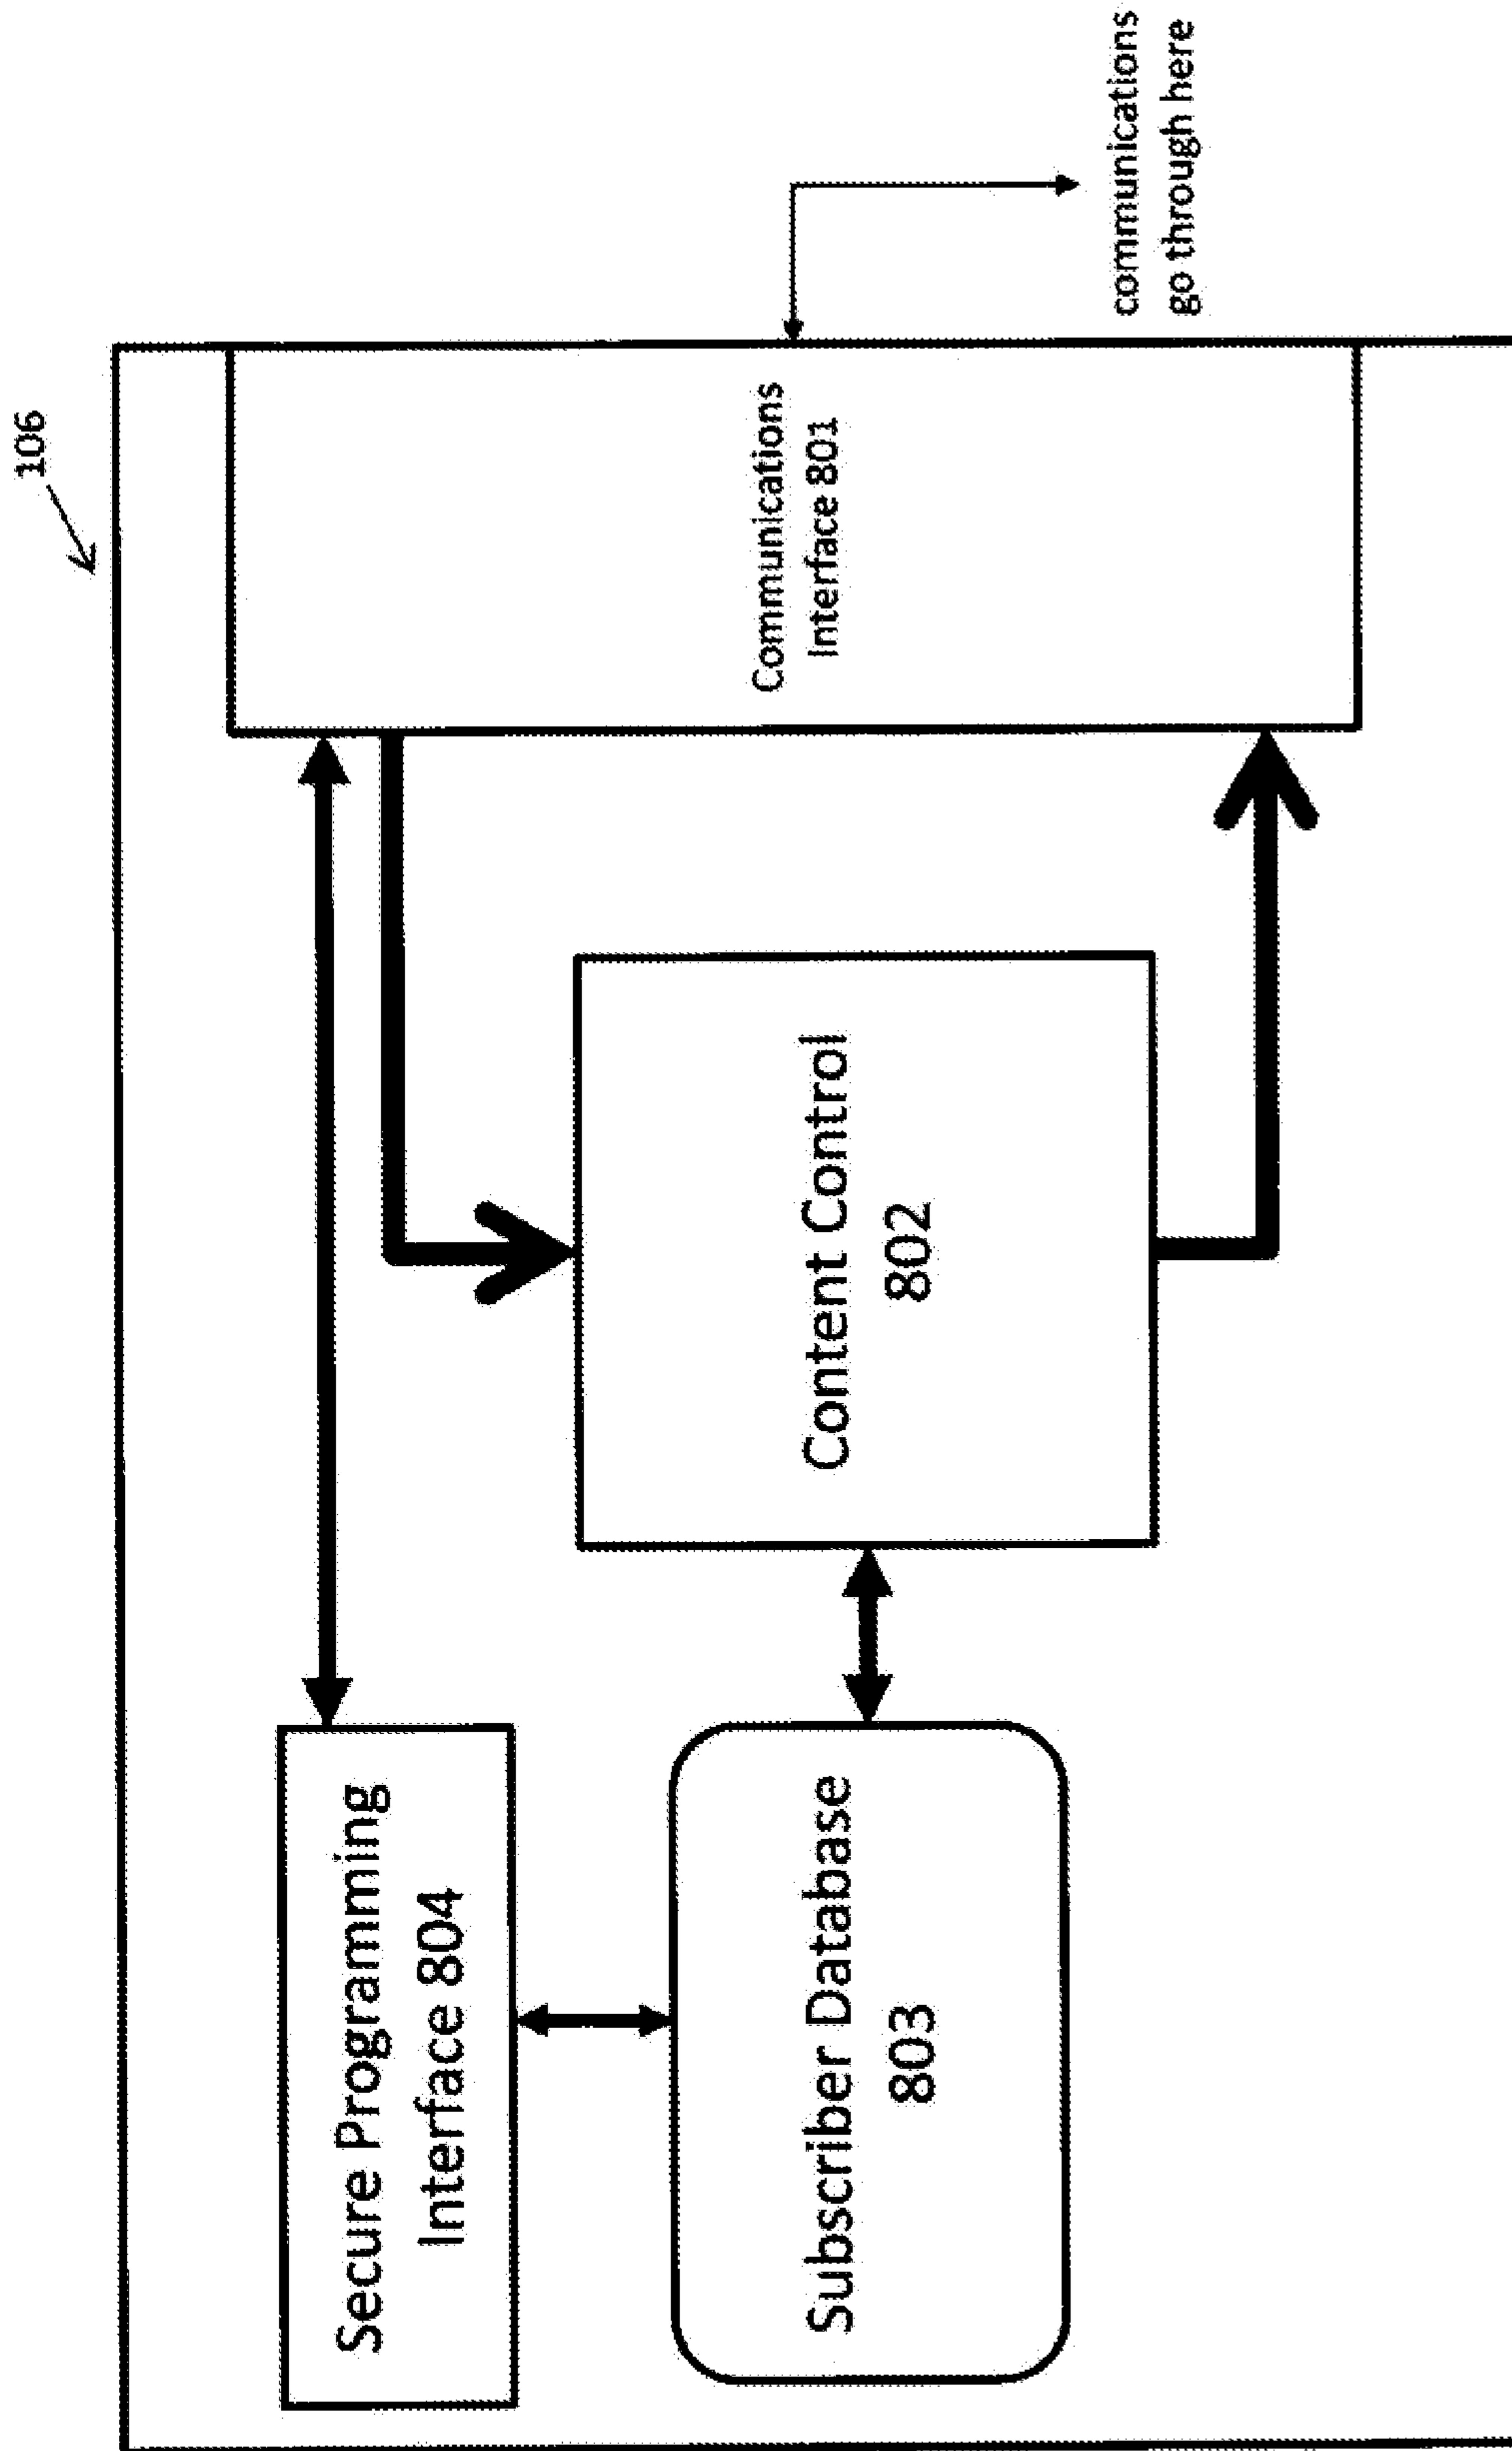 106
Secure Programming
Interface 804
Communications
Interface 801
Content Control
802
Subscriber Database
803
communications
go through here